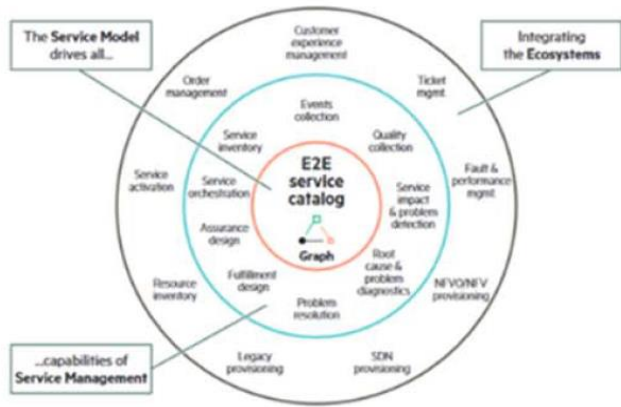 The Service Model
drives all...
Integrating
the Ecosystems
...capabilities of
Service Management
Customer
experience
management
Ticket
mgmt
Fault &
performance
mgmt
NFVO/NFV
provisioning
SDN
provisioning
Legacy
provisioning
Resource
inventory
Service
activation
Order
management
Events
collection
Quality
collection
Service
impact
& problem
detection
Root
cause &
problem
diagnostics
Problem
resolution
Fulfillment
design
Assurance
design
Service
orchestration
Service
inventory
E2E
service
catalog
Graph